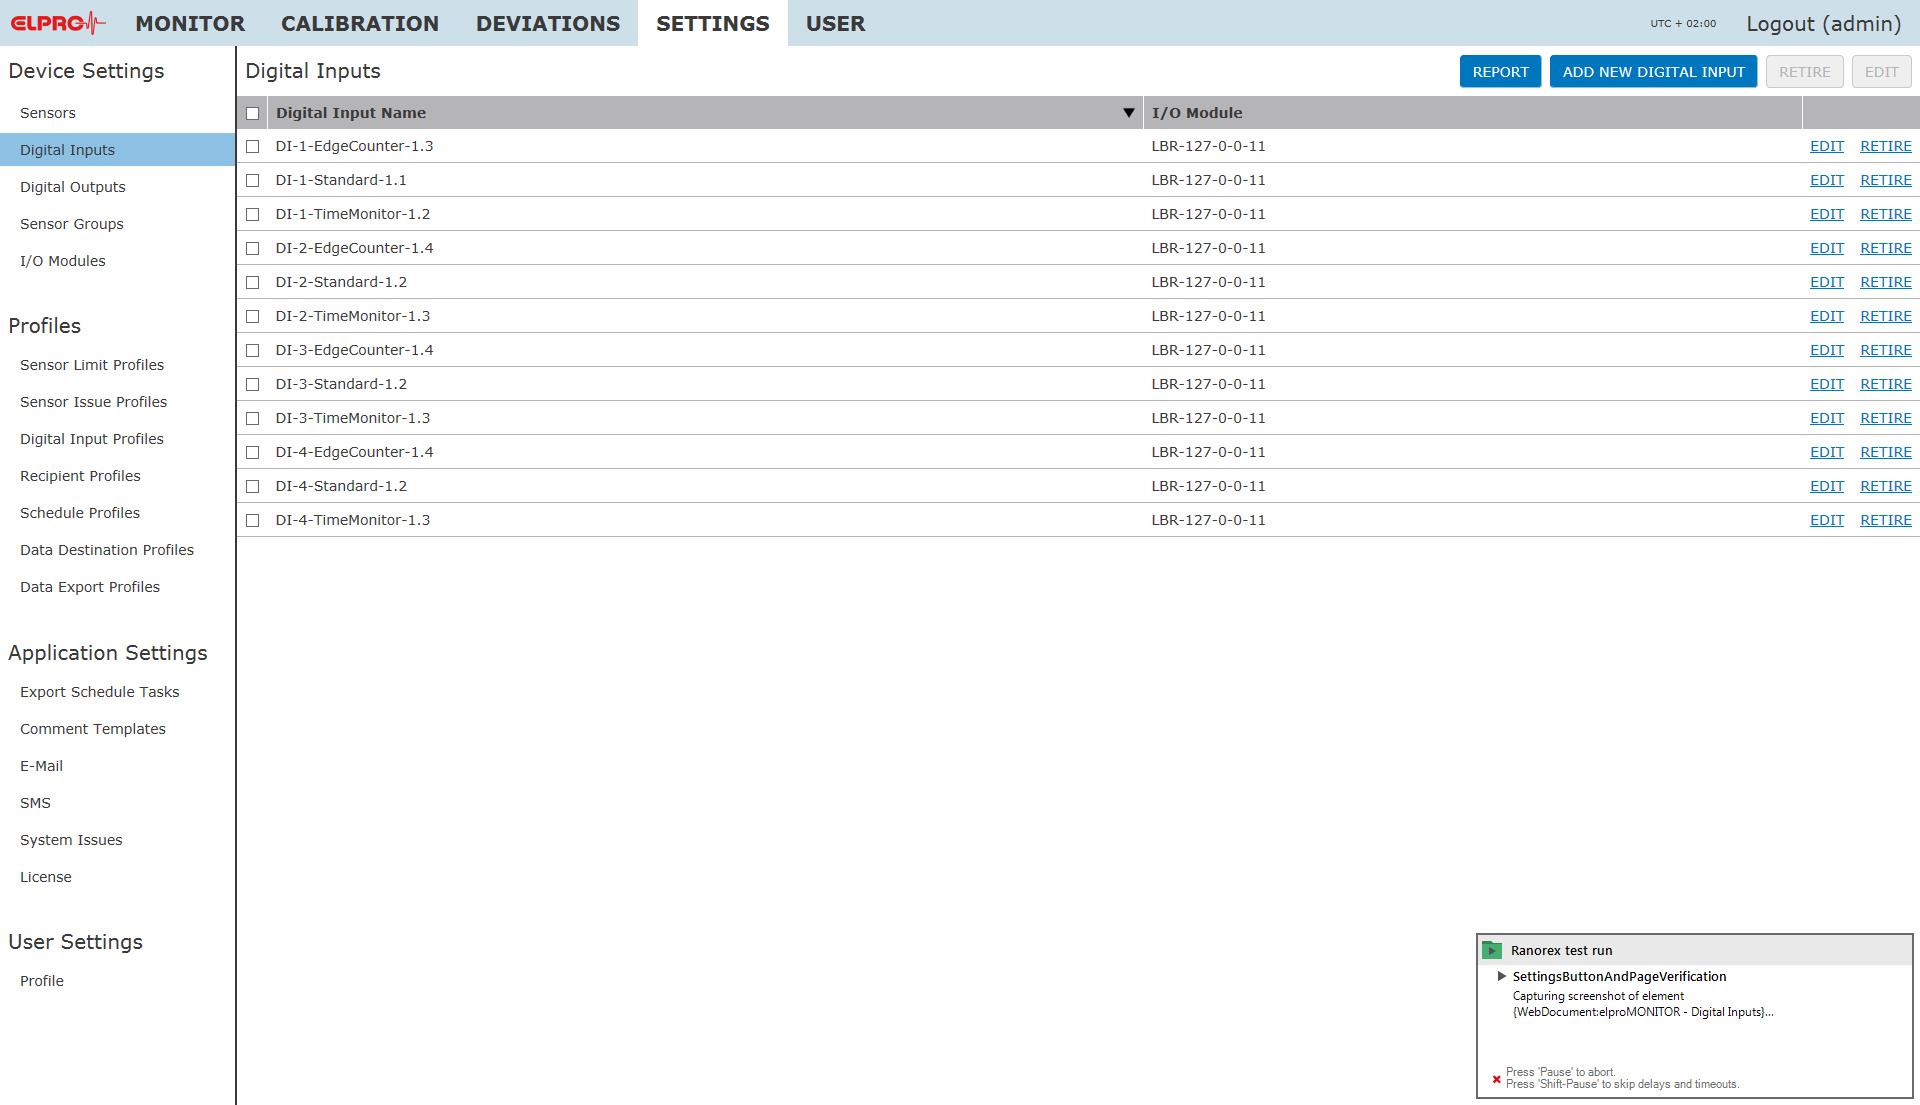 ELPRO MONITOR CALIBRATION DEVIATIONS SETTINGS USER UTC + 02:00 Logout (admin)
Device Settings
Sensors
Digital Inputs
Digital Outputs
Sensor Groups
I/O Modules
Profiles
Sensor Limit Profiles
Sensor Issue Profiles
Digital Input Profiles
Recipient Profiles
Schedule Profiles
Data Destination Profiles
Data Export Profiles
Application Settings
Export Schedule Tasks
Comment Templates
E-Mail
SMS
System Issues
License
User Settings
Profile
Digital Inputs REPORT ADD NEW DIGITAL INPUT RETIRE EDIT
Digital Input Name I/O Module
DI-1-EdgeCounter-1.3 LBR-127-0-0-11 EDIT RETIRE
DI-1-Standard-1.1 LBR-127-0-0-11 EDIT RETIRE
DI-1-TimeMonitor-1.2 LBR-127-0-0-11 EDIT RETIRE
DI-2-EdgeCounter-1.4 LBR-127-0-0-11 EDIT RETIRE
DI-2-Standard-1.2 LBR-127-0-0-11 EDIT RETIRE
DI-2-TimeMonitor-1.3 LBR-127-0-0-11 EDIT RETIRE
DI-3-EdgeCounter-1.4 LBR-127-0-0-11 EDIT RETIRE
DI-3-Standard-1.2 LBR-127-0-0-11 EDIT RETIRE
DI-3-TimeMonitor-1.3 LBR-127-0-0-11 EDIT RETIRE
DI-4-EdgeCounter-1.4 LBR-127-0-0-11 EDIT RETIRE
DI-4-Standard-1.2 LBR-127-0-0-11 EDIT RETIRE
DI-4-TimeMonitor-1.3 LBR-127-0-0-11 EDIT RETIRE
Ranorex test run
SettingsButtonAndPageVerification
Capturing screenshot of element
{WebDocument:elproMONITOR - Digital Inputs}...
Press 'Pause' to abort.
Press 'Shift-Pause' to skip delays and timeouts.